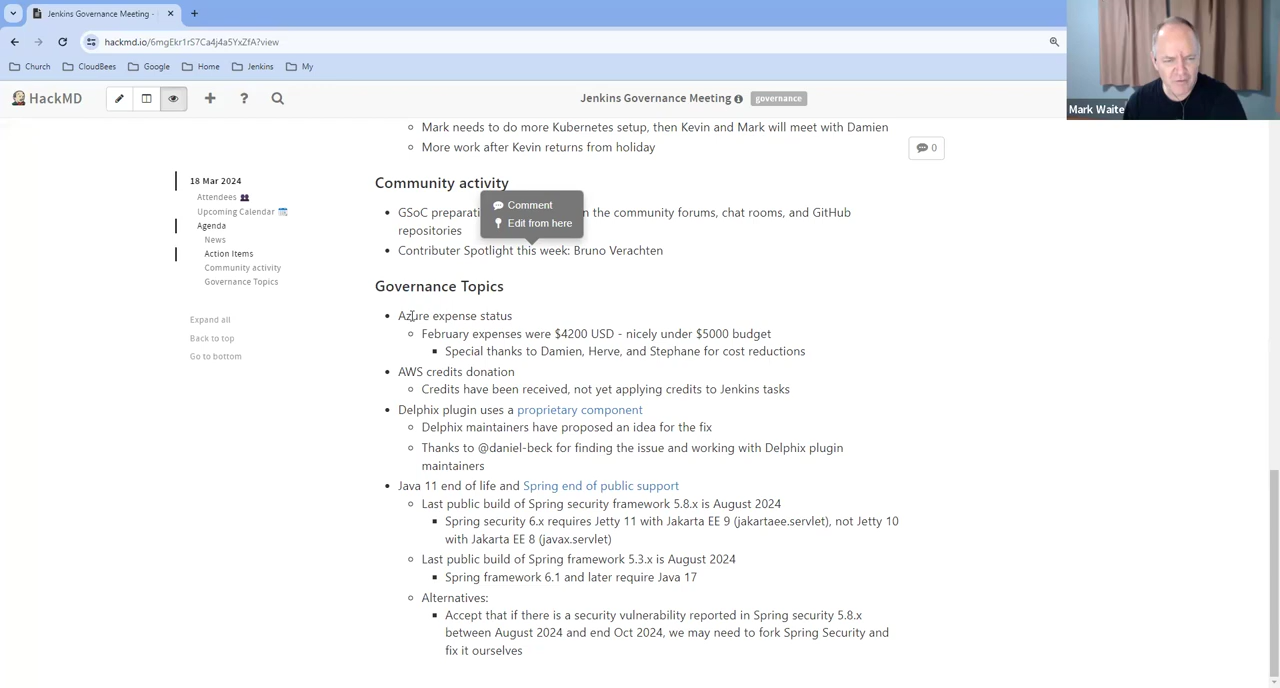 Jenkins Governance Meeting -
hackmd.io/6mgEkr1rS7Ca4j4a5YxZfA?view
Church
CloudBees
Google
Home
Jenkins
My
Mark Waite
HackMD
Jenkins Governance Meeting
governance
Mark needs to do more Kubernetes setup, then Kevin and Mark will meet with Damien
More work after Kevin returns from holiday
0
18 Mar 2024
Attendees
Upcoming Calendar
Agenda
News
Action Items
Community activity
Governance Topics
Expand all
Back to top
Go to bottom
Community activity
Comment
Edit from here
GSoC preparati n the community forums, chat rooms, and GitHub
repositories
Contributer Spotlight this week: Bruno Verachten
Governance Topics
Azure expense status
February expenses were $4200 USD - nicely under $5000 budget
Special thanks to Damien, Herve, and Stephane for cost reductions
AWS credits donation
Credits have been received, not yet applying credits to Jenkins tasks
Delphix plugin uses a proprietary component
Delphix maintainers have proposed an idea for the fix
Thanks to @daniel-beck for finding the issue and working with Delphix plugin
maintainers
Java 11 end of life and Spring end of public support
Last public build of Spring security framework 5.8.x is August 2024
Spring security 6.x requires Jetty 11 with Jakarta EE 9 (jakartaee.servlet), not Jetty 10
with Jakarta EE 8 (javax.servlet)
Last public build of Spring framework 5.3.x is August 2024
Spring framework 6.1 and later require Java 17
Alternatives:
Accept that if there is a security vulnerability reported in Spring security 5.8.x
between August 2024 and end Oct 2024, we may need to fork Spring Security and
fix it ourselves